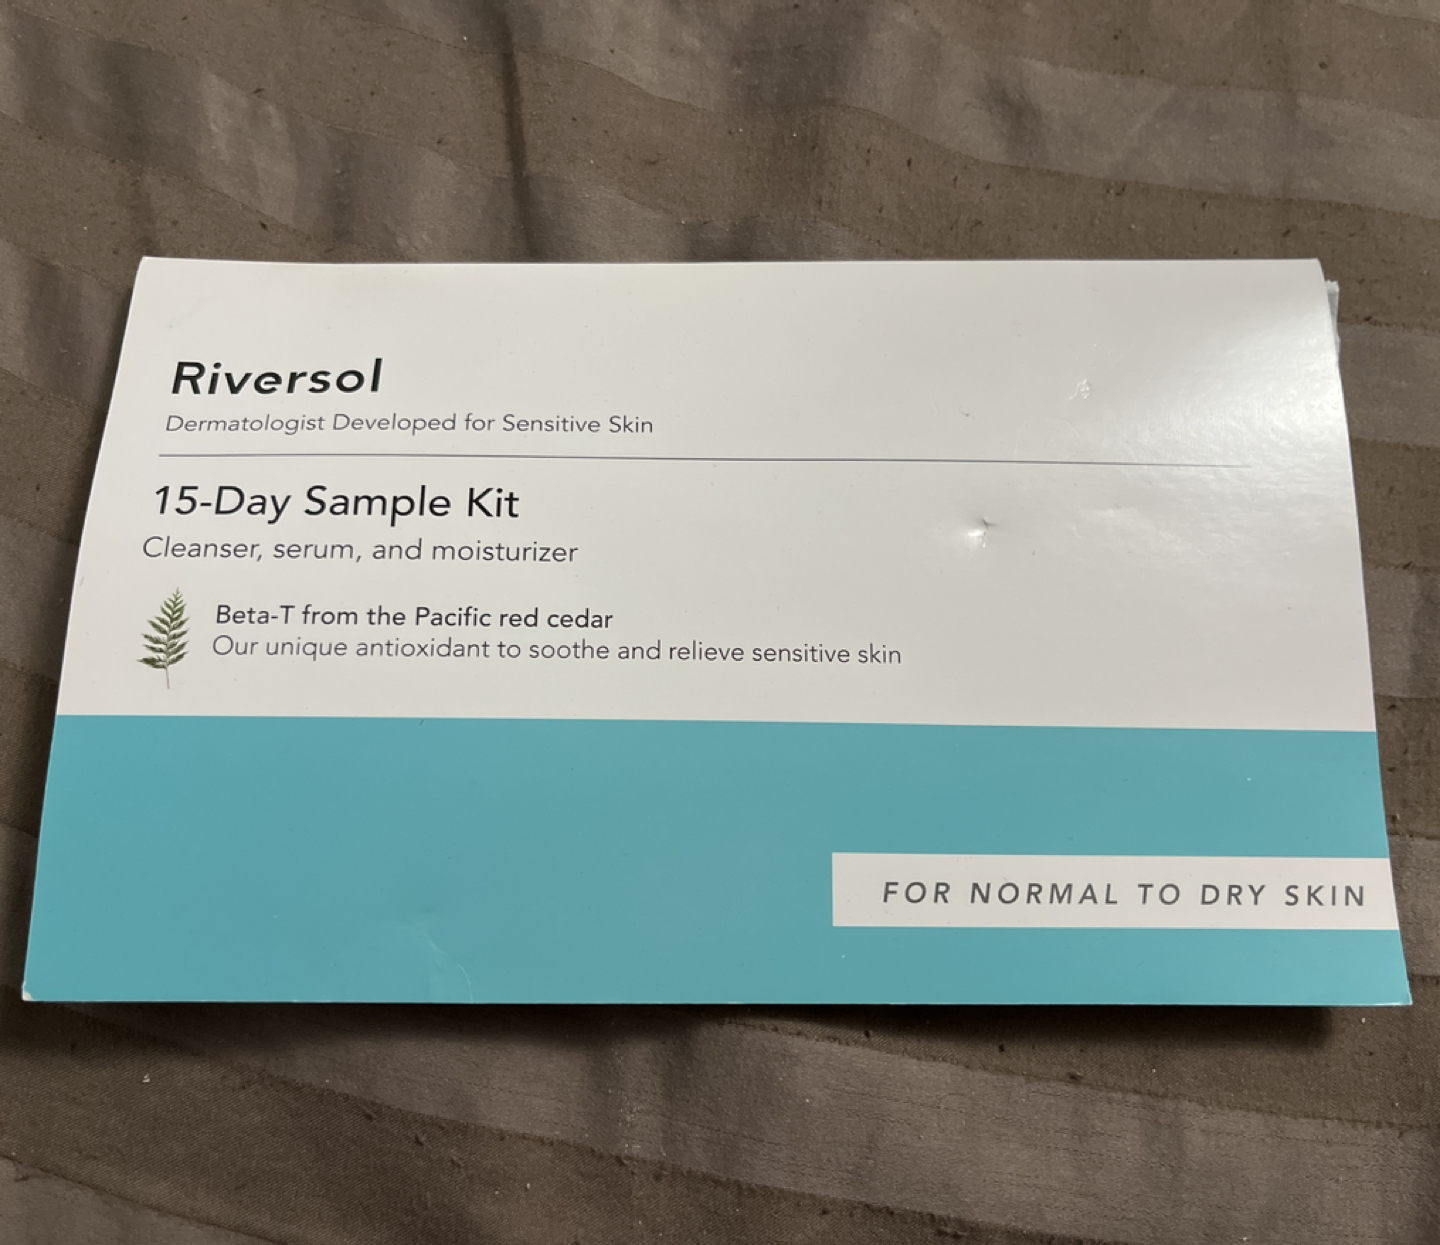 Riversol
Dermatologist Developed for Sensitive Skin
15-Day Sample Kit
Cleanser, serum, and moisturizer
Beta-T from the Pacific red cedar
Our unique antioxidant to soothe and relieve sensitive skin
FOR NORMAL TO DRY SKIN